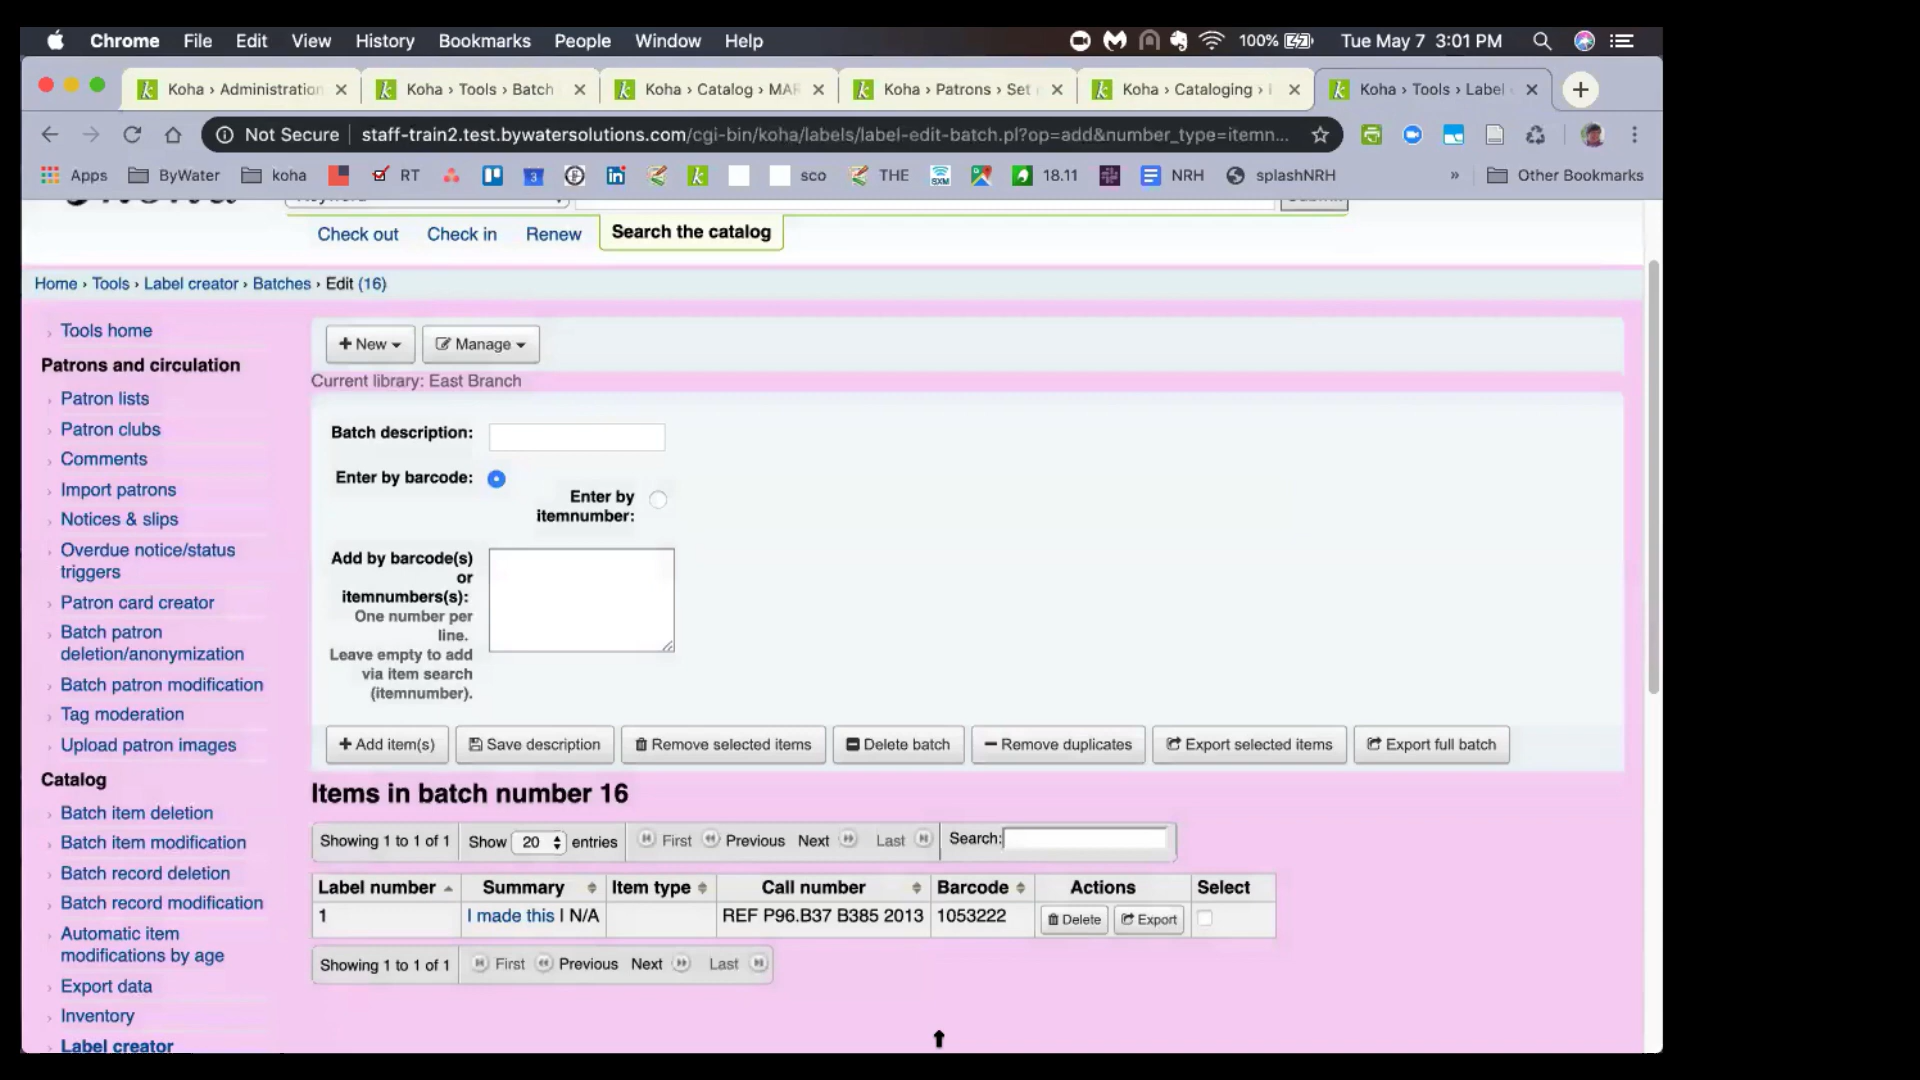 Chrome File Edit View History Bookmarks People Window Help 100% Tue May 7 3:01 PM
Koha › Administration Koha › Tools › Batch Koha › Catalog › MAR Koha › Patrons › Set Koha › Cataloging › Koha › Tools › Label
Not Secure staff-train2.test.bywatersolutions.com/cgi-bin/koha/labels/label-edit-batch.pl?op=add&number_type=itemn...
Apps ByWater koha RT sco THE 18.11 NRH splashNRH » Other Bookmarks
Check out Check in Renew Search the catalog
Home › Tools › Label creator › Batches › Edit (16)
Tools home
Patrons and circulation
Patron lists
Patron clubs
Comments
Import patrons
Notices & slips
Overdue notice/status
triggers
Patron card creator
Batch patron
deletion/anonymization
Batch patron modification
Tag moderation
Upload patron images
Catalog
Batch item deletion
Batch item modification
Batch record deletion
Batch record modification
Automatic item
modifications by age
Export data
Inventory
Label creator
+ New Manage
Current library: East Branch
Batch description:
Enter by barcode:
Enter by
itemnumber:
Add by barcode(s)
or
itemnumbers(s):
One number per
line.
Leave empty to add
via item search
(itemnumber).
+ Add item(s) Save description Remove selected items Delete batch Remove duplicates Export selected items Export full batch
Items in batch number 16
Showing 1 to 1 of 1 Show 20 entries First Previous Next Last Search:
Label number Summary Item type Call number Barcode Actions Select
1 I made this | N/A REF P96.B37 B385 2013 1053222 Delete Export
Showing 1 to 1 of 1 First Previous Next Last